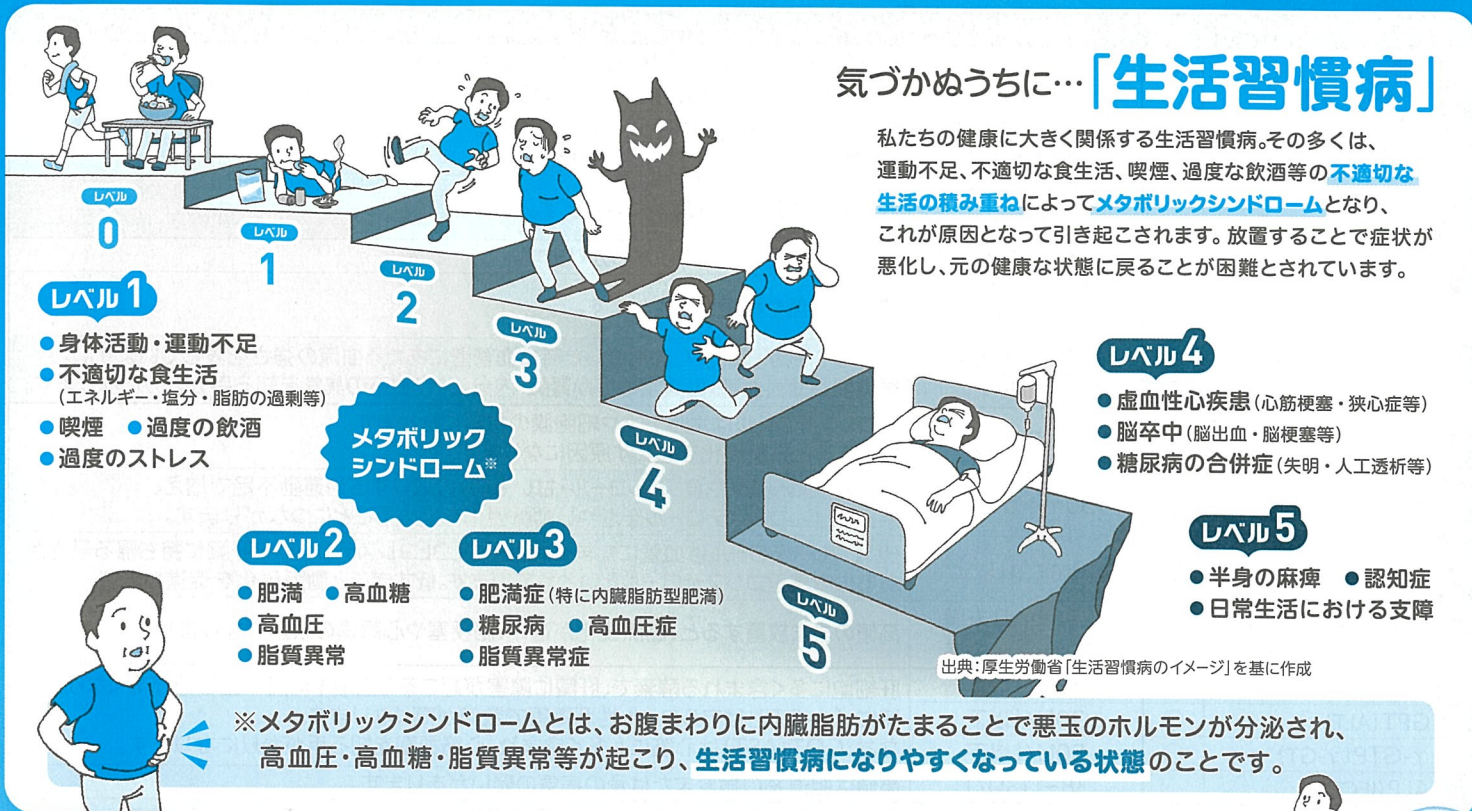 気づかぬうちに…「生活習慣病」
私たちの健康に大きく関係する生活習慣病。その多くは、
運動不足、不適切な食生活、喫煙、過度な飲酒等の不適切な
生活の積み重ねによってメタボリックシンドロームとなり、
これが原因となって引き起こされます。放置することで症状が
悪化し、元の健康な状態に戻ることが困難とされています。
レベル
0
レベル
1
レベル
2
レベル
3
レベル
4
レベル
5
レベル1
●身体活動・運動不足
●不適切な食生活
(エネルギー・塩分・脂肪の過剰等)
●喫煙 ●過度の飲酒
●過度のストレス
メタボリック
シンドローム※
レベル2
●肥満 ●高血糖
●高血圧
●脂質異常
レベル3
●肥満症(特に内臓脂肪型肥満)
●糖尿病 ●高血圧症
●脂質異常症
レベル4
●虚血性心疾患(心筋梗塞・狭心症等)
●脳卒中(脳出血・脳梗塞等)
●糖尿病の合併症(失明・人工透析等)
レベル5
●半身の麻痺 ●認知症
●日常生活における支障
出典:厚生労働省「生活習慣病のイメージ」を基に作成
※メタボリックシンドロームとは、お腹まわりに内臓脂肪がたまることで悪玉のホルモンが分泌され、
高血圧・高血糖・脂質異常等が起こり、生活習慣病になりやすくなっている状態のことです。